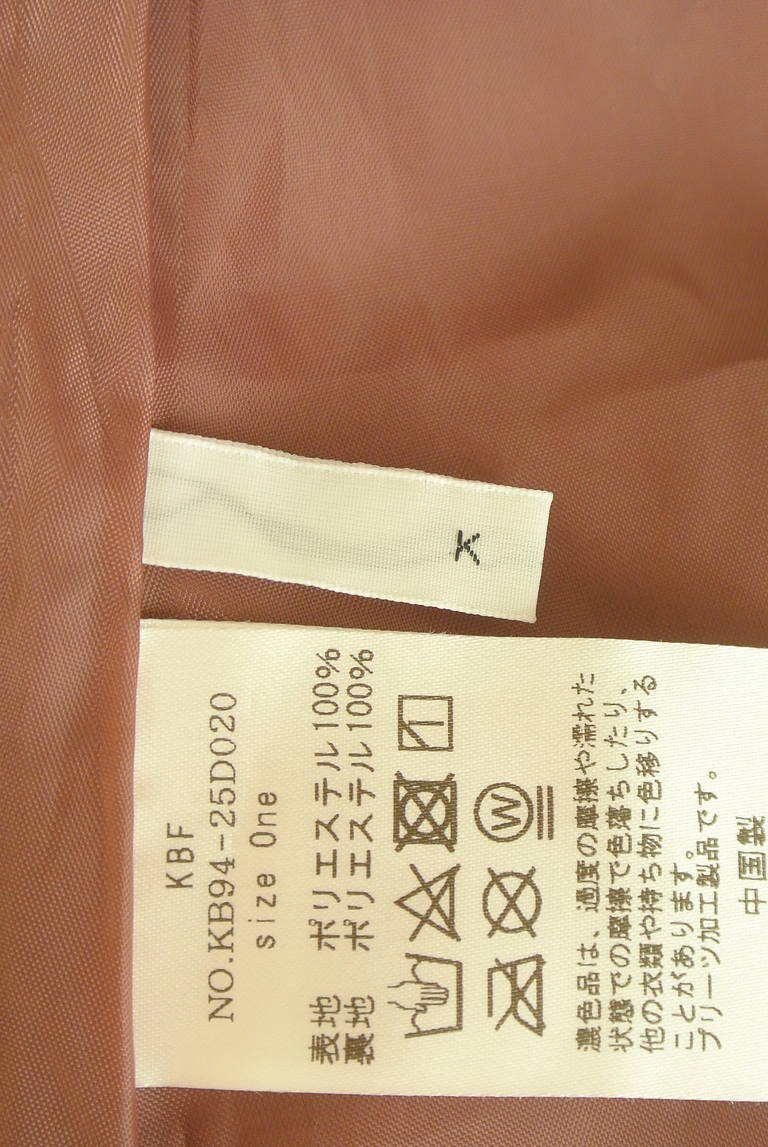 K
KBF
NO.KB94-25D020
size One
表地 ポリエステル100%
裏地 ポリエステル100%
W
濃色品は、過度の摩擦や濡れた
状態での摩擦で色落ちしたり、
他の衣類や持ち物に色移りする
ことがあります。
プリーツ加工製品です。
中国製